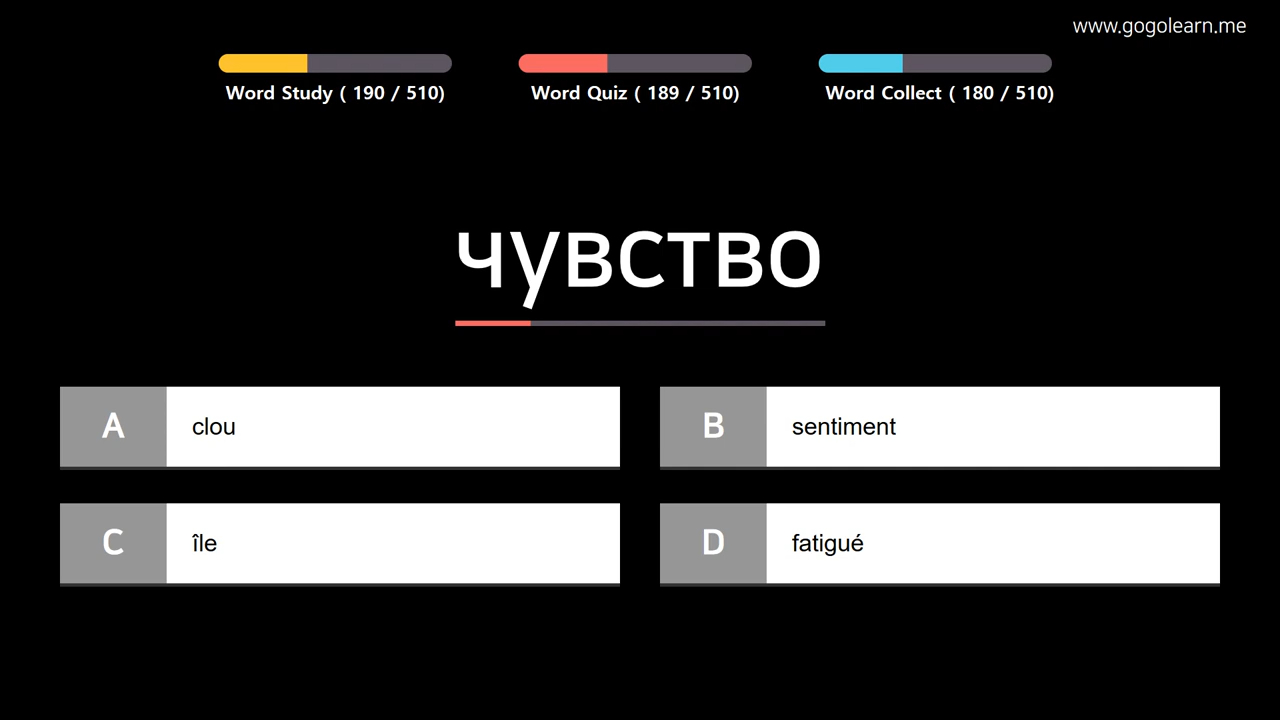 www.gogolearn.me
Word Study ( 190 / 510)
Word Quiz ( 189 / 510)
Word Collect ( 180 / 510)
чувство
A clou
B sentiment
C île
D fatigué